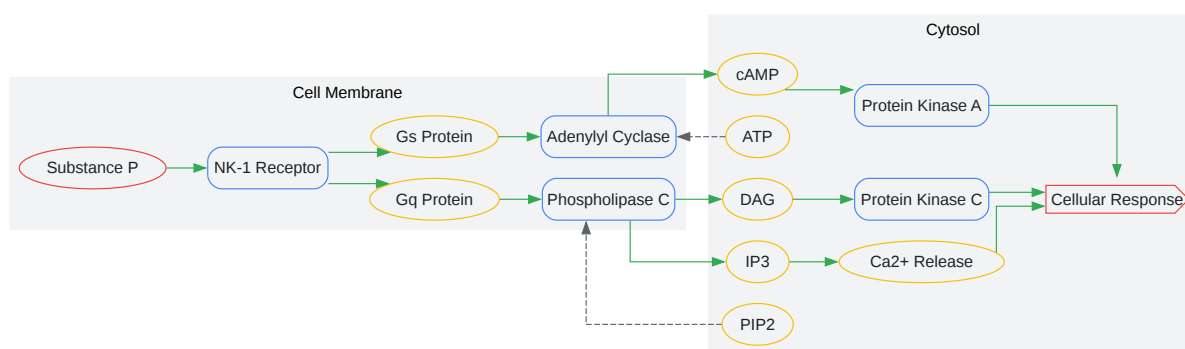 Cytosol
Cell Membrane
cAMP
Protein Kinase A
Gs Protein
Adenylyl Cyclase
ATP
Substance P
NK-1 Receptor
Gq Protein
Phospholipase C
DAG
Protein Kinase C
Cellular Response
IP3
Ca2+ Release
PIP2